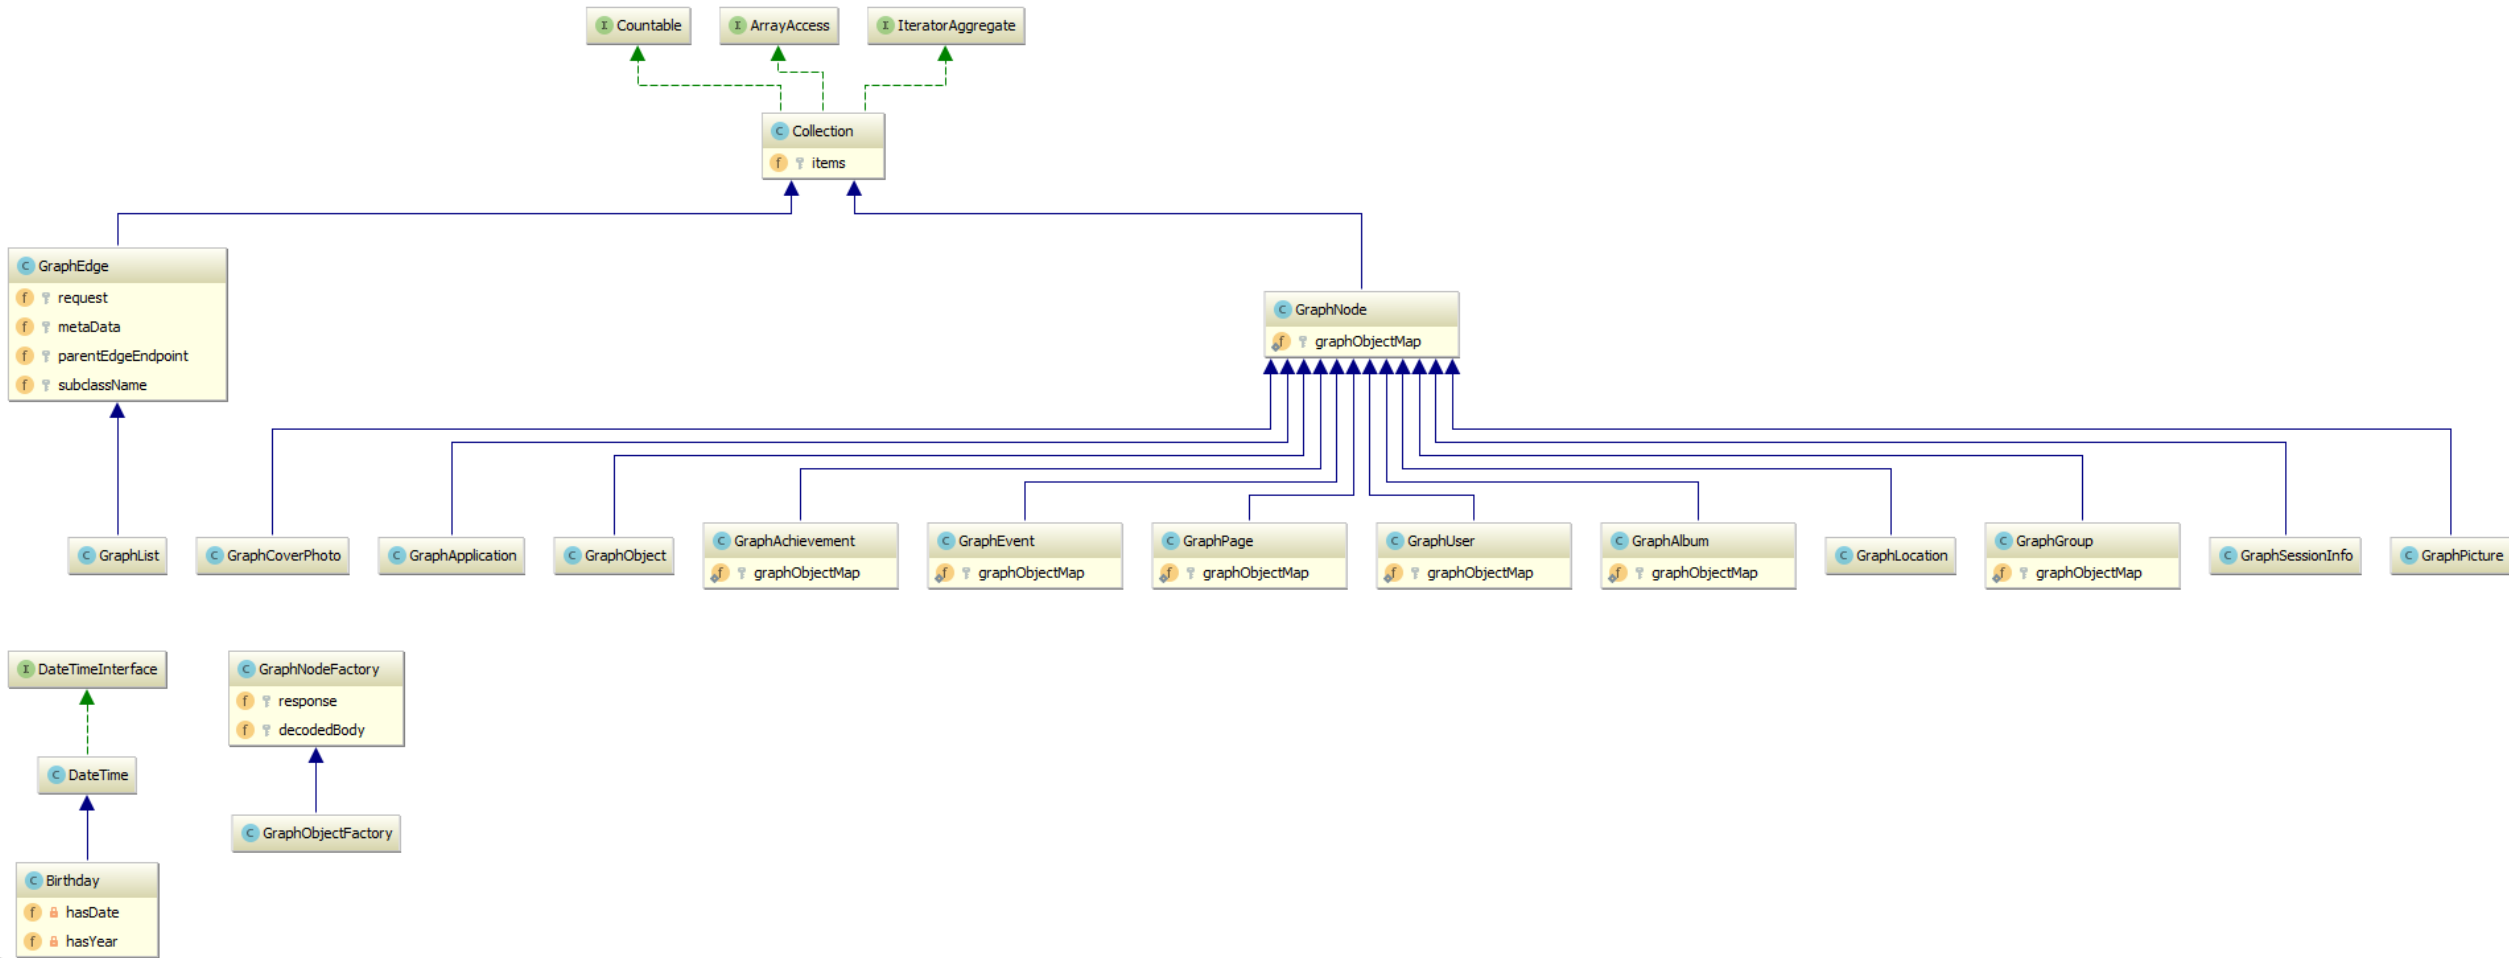 Countable
ArrayAccess
IteratorAggregate
Collection
items
GraphEdge
request
metaData
parentEdgeEndpoint
subclassName
GraphNode
graphObjectMap
GraphList
GraphCoverPhoto
GraphApplication
GraphObject
GraphAchievement
graphObjectMap
GraphEvent
graphObjectMap
GraphPage
graphObjectMap
GraphUser
graphObjectMap
GraphAlbum
graphObjectMap
GraphLocation
GraphGroup
graphObjectMap
GraphSessionInfo
GraphPicture
DateTimeInterface
DateTime
Birthday
hasDate
hasYear
GraphNodeFactory
response
decodedBody
GraphObjectFactory